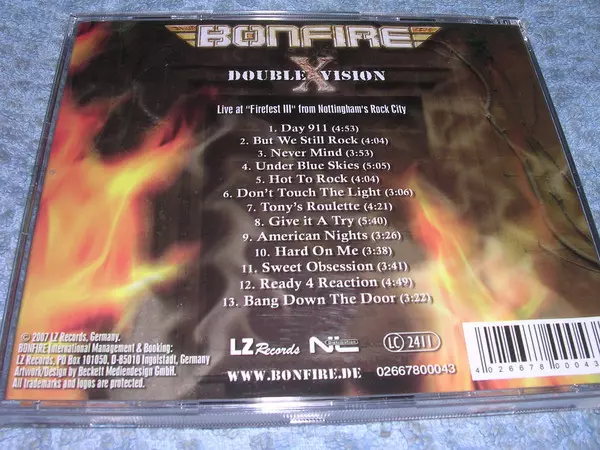 BONFIRE
DOUBLE X VISION
Live at "Firefest III" from Nottingham's Rock City
1. Day 911 (4:53)
2. But We Still Rock (4:04)
3. Never Mind (3:53)
4. Under Blue Skies (5:05)
5. Hot To Rock (4:04)
6. Don't Touch The Light (3:06)
7. Tony's Roulette (4:21)
8. Give it A Try (5:40)
9. American Nights (3:26)
10. Hard On Me (3:38)
11. Sweet Obsession (3:41)
12. Ready 4 Reaction (4:49)
13. Bang Down The Door (3:22)
© 2007 LZ Records, Germany.
BONFIRE International Management & Booking:
LZ Records, PO Box 101050, D-85010 Ingolstadt, Germany
Artwork/Design by Beckett Mediendesign GmbH.
All trademarks and logos are protected.
LZ Records
LC 2411
WWW.BONFIRE.DE
02667800043
4 026678 00043